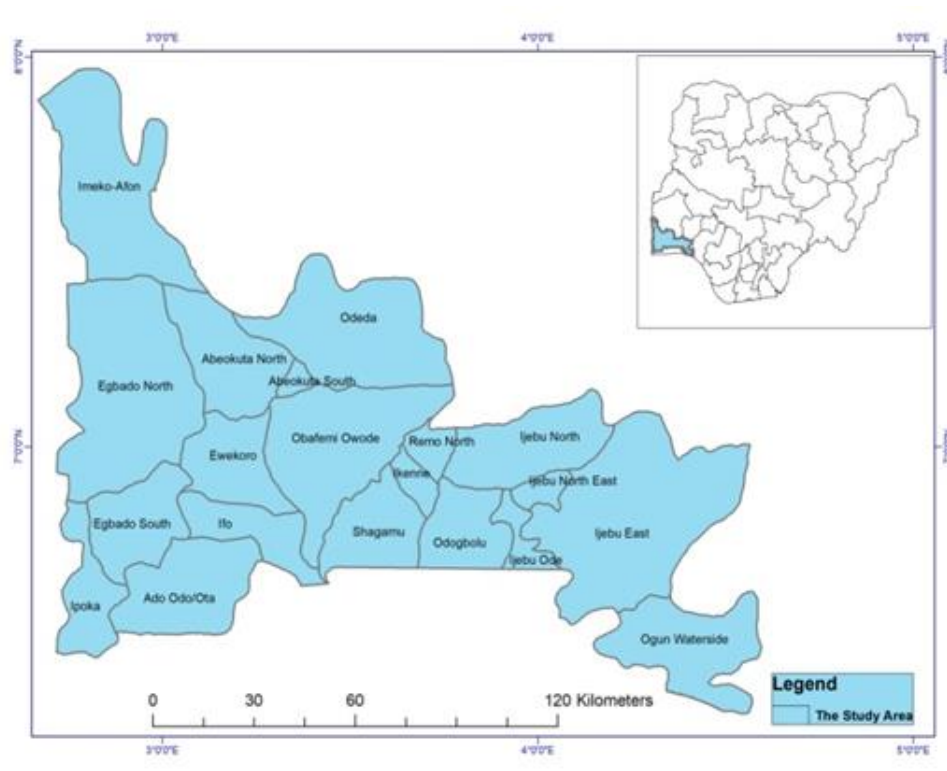 3°0'0"E 4°0'0"E 5°0'0"E
8°0'0"N
Imeko-Afon
Odeda
Abeokuta North
Abeokuta South
Egbado North
Obafemi Owode
Remo North
Ijebu North
7°0'0"N
Ewekoro
Ikenne
Ijebu North East
Egbado South
Ifo
Shagamu
Odogbolu
Ijebu East
Ijebu Ode
Ipoka
Ado Odo/Ota
Ogun Waterside
0 30 60 120 Kilometers
Legend
The Study Area
3°0'0"E 4°0'0"E 5°0'0"E